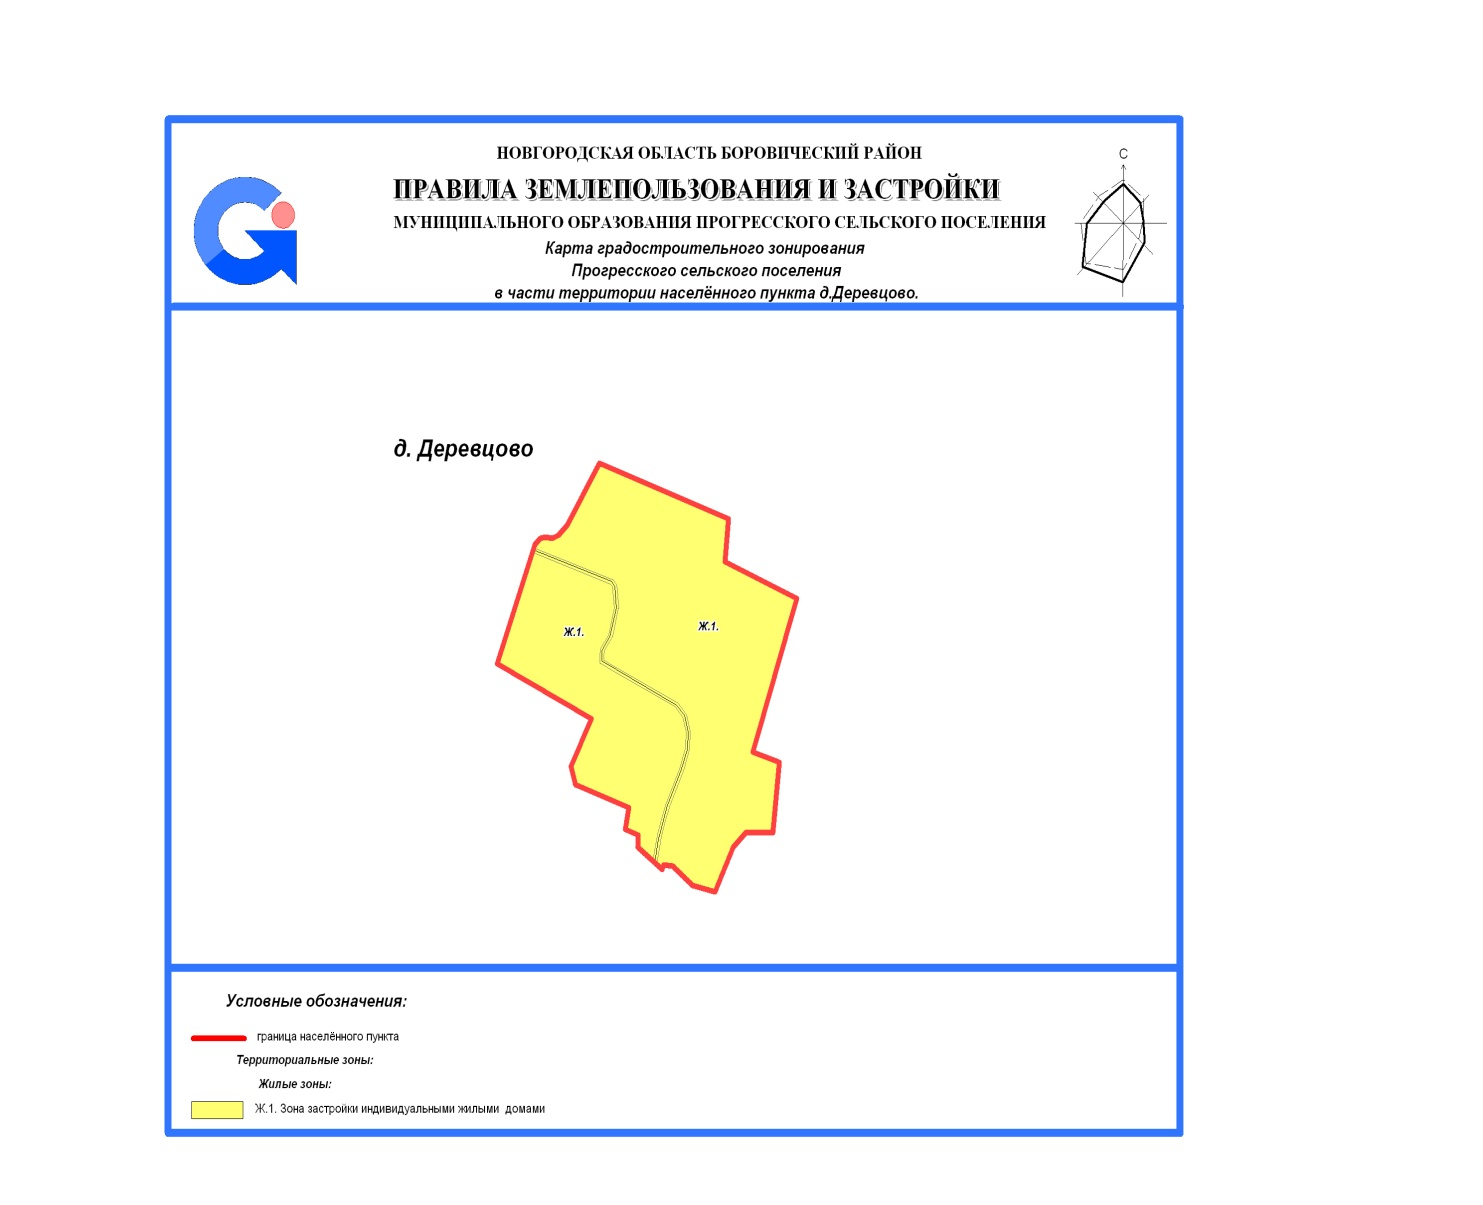 НОВГОРОДСКАЯ ОБЛАСТЬ БОРОВИЧЕСКИЙ РАЙОН
ПРАВИЛА ЗЕМЛЕПОЛЬЗОВАНИЯ И ЗАСТРОЙКИ
МУНИЦИПАЛЬНОГО ОБРАЗОВАНИЯ ПРОГРЕССКОГО СЕЛЬСКОГО ПОСЕЛЕНИЯ
Карта градостроительного зонирования
Прогресского сельского поселения
в части территории населённого пункта д.Деревцово.
С
д. Деревцово
Ж.1.
Ж.1.
Условные обозначения:
граница населённого пункта
Территориальные зоны:
Жилые зоны:
Ж.1. Зона застройки индивидуальными жилыми домами